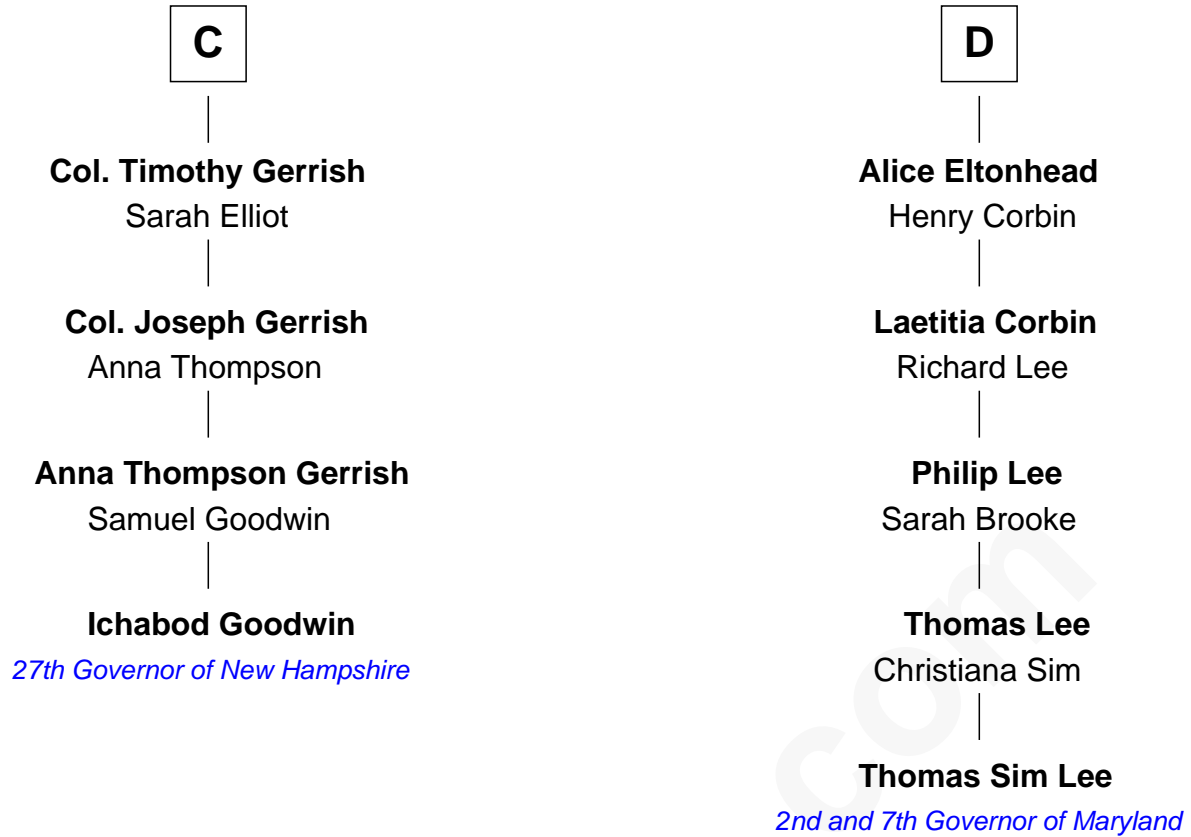 C
Col. Timothy Gerrish
Sarah Elliot
Col. Joseph Gerrish
Anna Thompson
Anna Thompson Gerrish
Samuel Goodwin
Ichabod Goodwin
27th Governor of New Hampshire
D
Alice Eltonhead
Henry Corbin
Laetitia Corbin
Richard Lee
Philip Lee
Sarah Brooke
Thomas Lee
Christiana Sim
Thomas Sim Lee
2nd and 7th Governor of Maryland
com